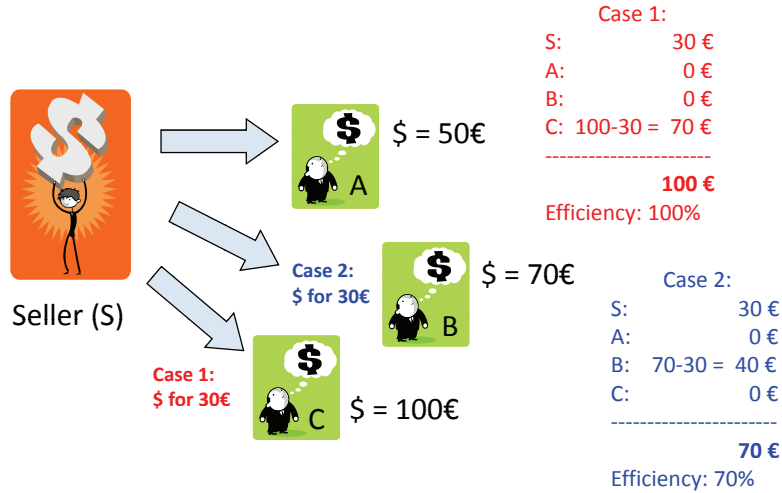 Seller (S)
$
A
$ = 50€
Case 2:
$ for 30€
$
B
$ = 70€
Case 1:
$ for 30€
$
C
$ = 100€
Case 1:
S: 30 €
A: 0 €
B: 0 €
C: 100-30 = 70 €
-----------------------
100 €
Efficiency: 100%
Case 2:
S: 30 €
A: 0 €
B: 70-30 = 40 €
C: 0 €
-----------------------
70 €
Efficiency: 70%